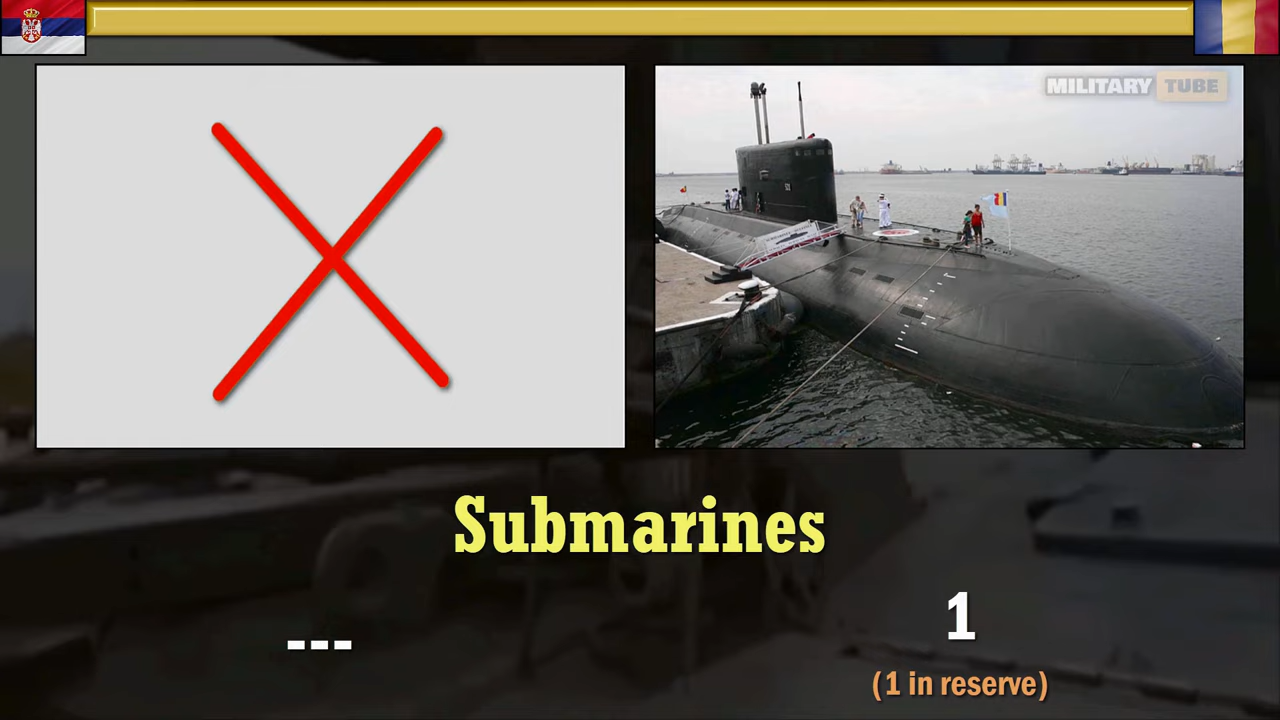 MILITARY TUBE
Submarines
---
1
(1 in reserve)